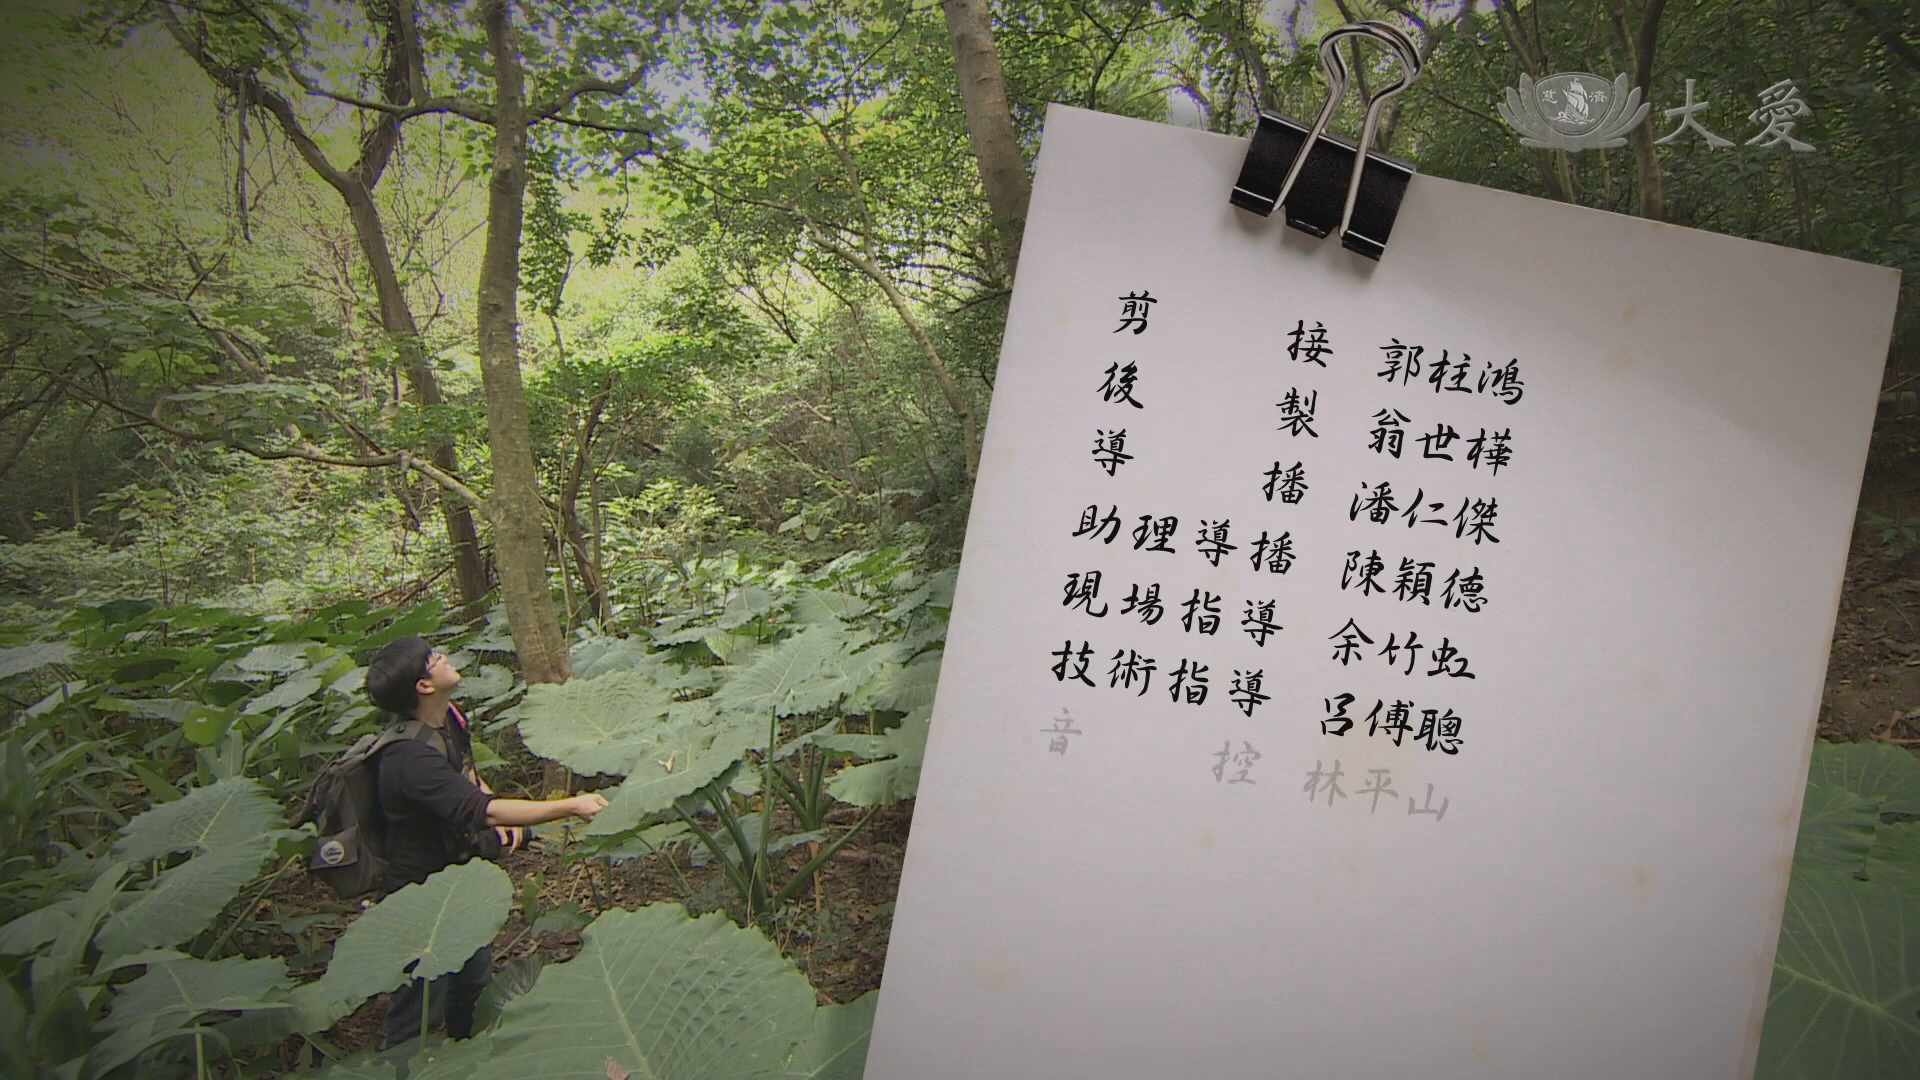 慈濟 大愛
剪接 郭柱鴻
後製 翁世樺
導播 潘仁傑
助理導播 陳穎德
現場指導 余竹虹
技術指導 呂傅聰
音控 林平山